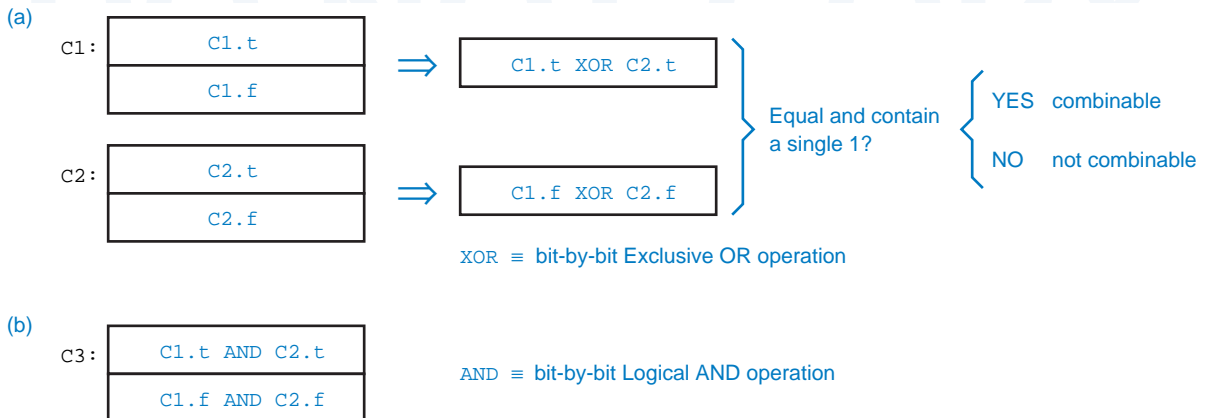 (a)
C1: C1.t
C1.f
⇒ C1.t XOR C2.t
C2: C2.t
C2.f
⇒ C1.f XOR C2.f
Equal and contain
a single 1?
YES combinable
NO not combinable
XOR ≡ bit-by-bit Exclusive OR operation
(b)
C3: C1.t AND C2.t
C1.f AND C2.f
AND ≡ bit-by-bit Logical AND operation